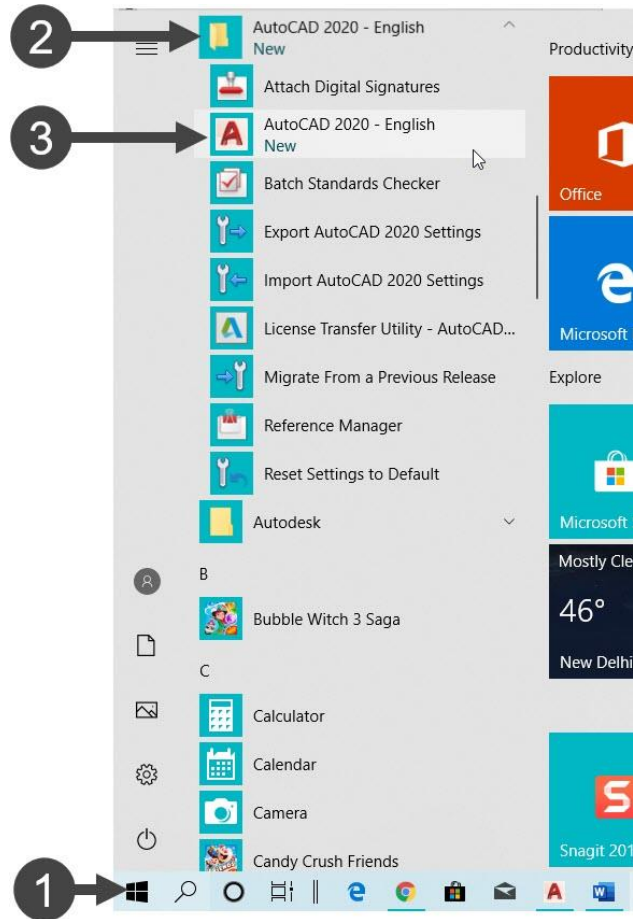 2
AutoCAD 2020 - English
New
Productivity
Attach Digital Signatures
3
AutoCAD 2020 - English
New
Batch Standards Checker
Office
Export AutoCAD 2020 Settings
Import AutoCAD 2020 Settings
License Transfer Utility - AutoCAD...
Microsoft
Migrate From a Previous Release
Explore
Reference Manager
Reset Settings to Default
Autodesk
Microsoft
Mostly Cle
B
Bubble Witch 3 Saga
46°
New Delhi
C
Calculator
Calendar
Camera
Snagit 201
Candy Crush Friends
1